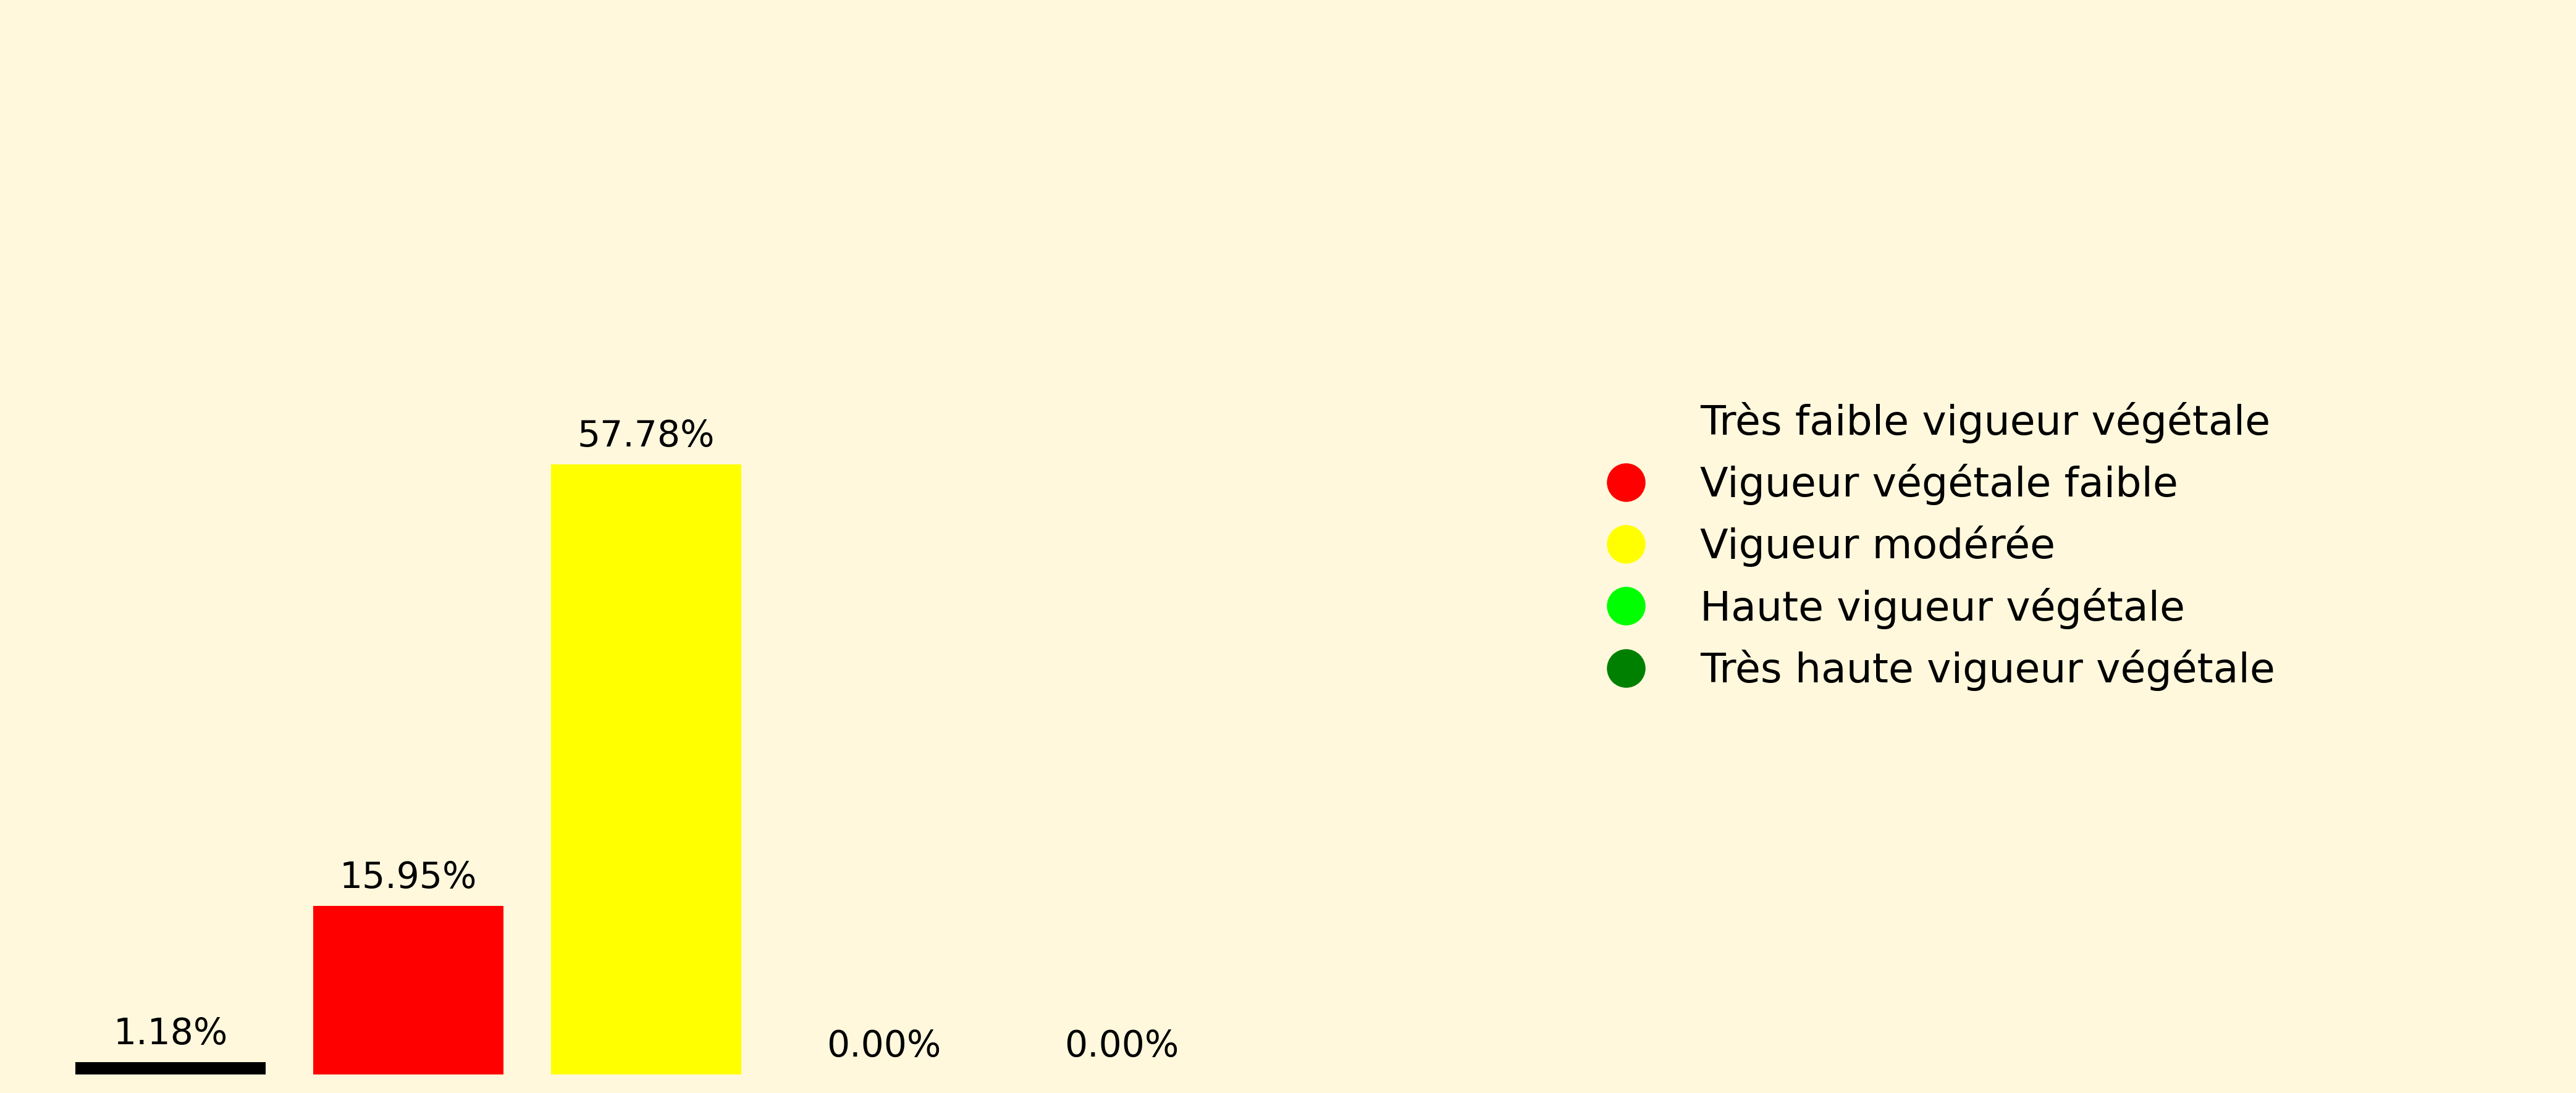 57.78%
15.95%
1.18%
0.00%
0.00%
Très faible vigueur végétale
Vigueur végétale faible
Vigueur modérée
Haute vigueur végétale
Très haute vigueur végétale